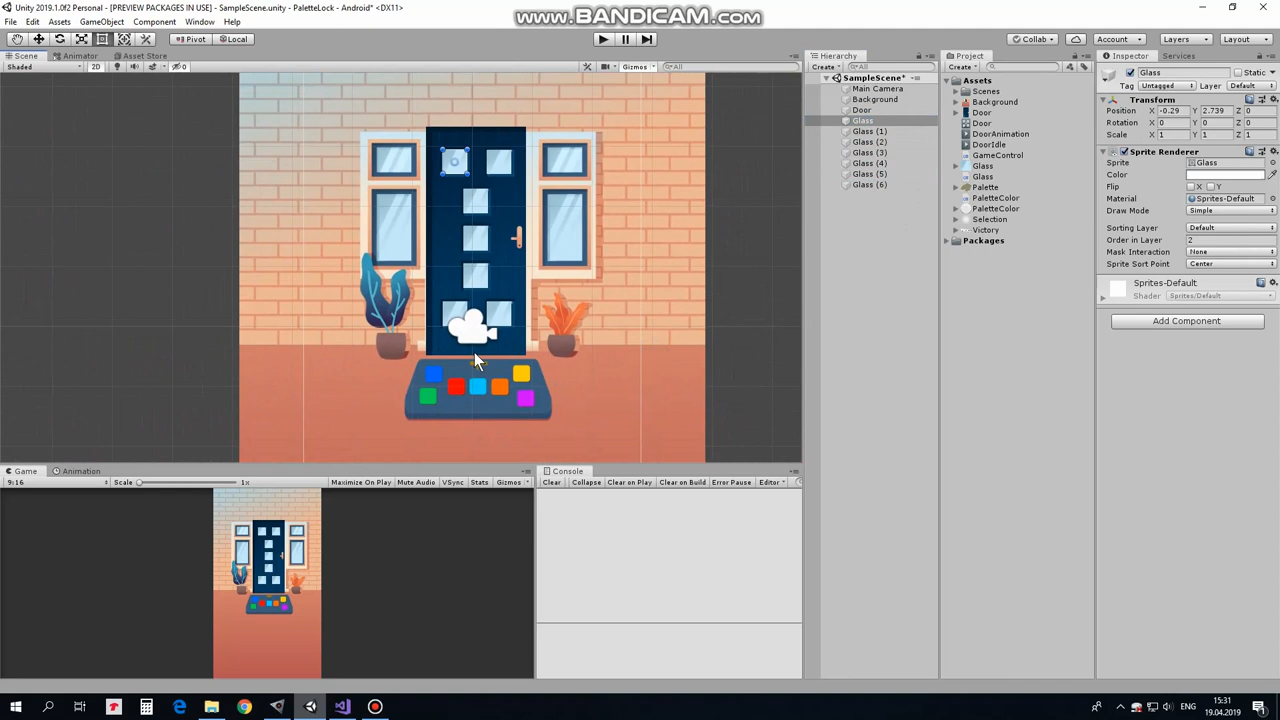 Unity 2019.1.0f2 Personal - [PREVIEW PACKAGES IN USE] - SampleScene.unity - PaletteLock - Android* <DX11>
www.BANDICAM.com
File Edit Assets GameObject Component Window Help
Pivot Local Collab Account Layers Layout
Scene Animator Asset Store
Shaded 2D 0 Gizmos All
Hierarchy
Create All
SampleScene*
Main Camera
Background
Door
Glass
Glass (1)
Glass (2)
Glass (3)
Glass (4)
Glass (5)
Glass (6)
Project
Create
Assets
Scenes
Background
Door
Door
DoorAnimation
DoorIdle
GameControl
Glass
Glass
Palette
PaletteColor
PaletteColor
Selection
Victory
Packages
Inspector Services
Glass Static
Tag Untagged Layer Default
Transform
Position X -0.29 Y 2.739 Z 0
Rotation X 0 Y 0 Z 0
Scale X 1 Y 1 Z 1
Sprite Renderer
Sprite Glass
Color
Flip X Y
Material Sprites-Default
Draw Mode Simple
Sorting Layer Default
Order in Layer 2
Mask Interaction None
Sprite Sort Point Center
Sprites-Default
Shader Sprites/Default
Add Component
Game Animation
9:16 Scale 1x Maximize On Play Mute Audio VSync Stats Gizmos
Console
Clear Collapse Clear on Play Clear on Build Error Pause Editor
15:31
19.04.2019